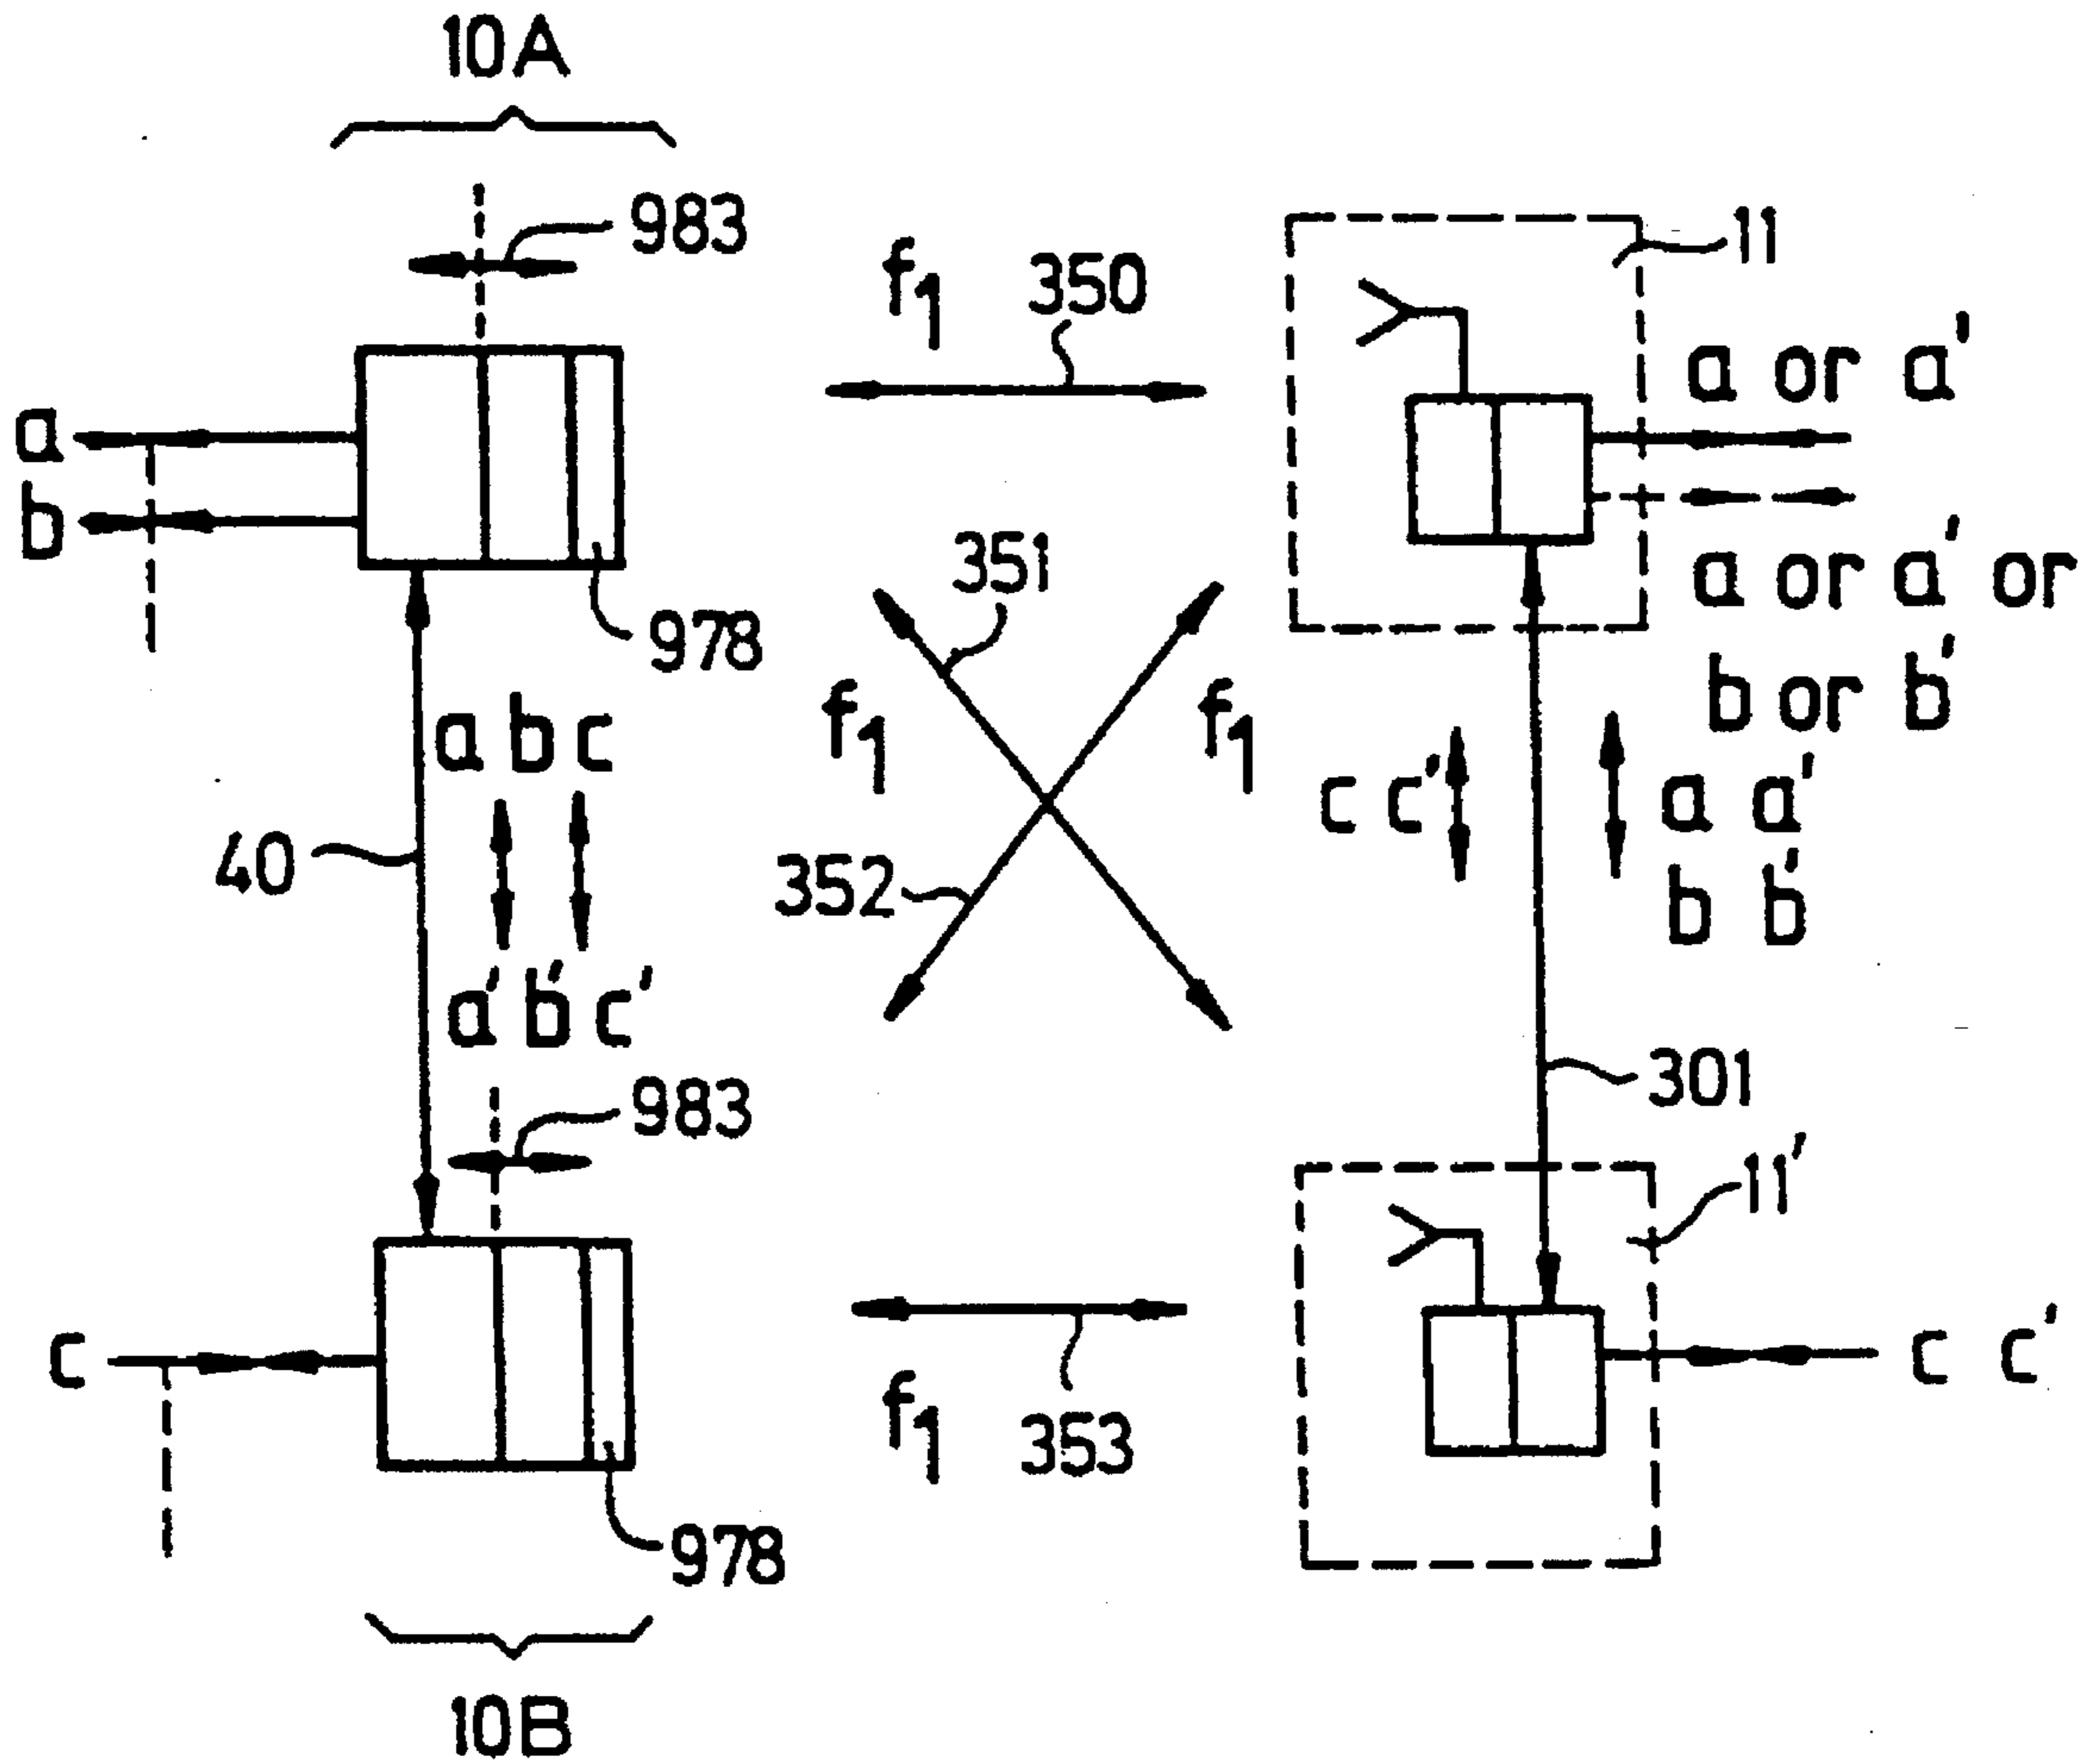 10A
983
11
f1
350
a or a'
a
b
351
a or a' or
978
b or b'
f1
f1
a b c
c c'
a a'
40
352
b b'
a' b' c'
983
301
11'
c
c c'
f1
353
978
10B